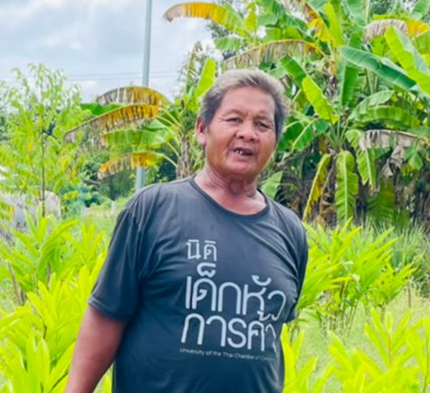 นิติ
เด็กหัว
การค้า
University of the Thai Chamber of